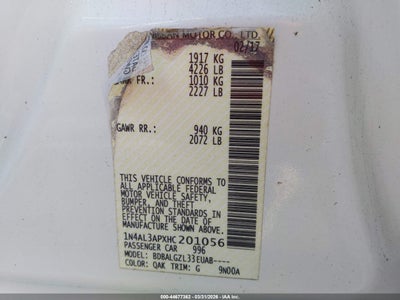 NISSAN MOTOR CO., LTD.
02/17
1917 KG
4226 LB
FR.: 1010 KG
2227 LB
GAWR RR.: 940 KG
2072 LB
THIS VEHICLE CONFORMS TO
ALL APPLICABLE FEDERAL
MOTOR VEHICLE SAFETY,
BUMPER, AND THEFT
PREVENTION STANDARDS
IN EFFECT ON THE DATE OF
MANUFACTURE SHOWN ABOVE.
1N4AL3APXHC201056
PASSENGER CAR 996
MODEL: BDBALGZL33EUAB----
COLOR: QAK TRIM: G 9N00A
000-44677362 - 03/31/2026 - IAA